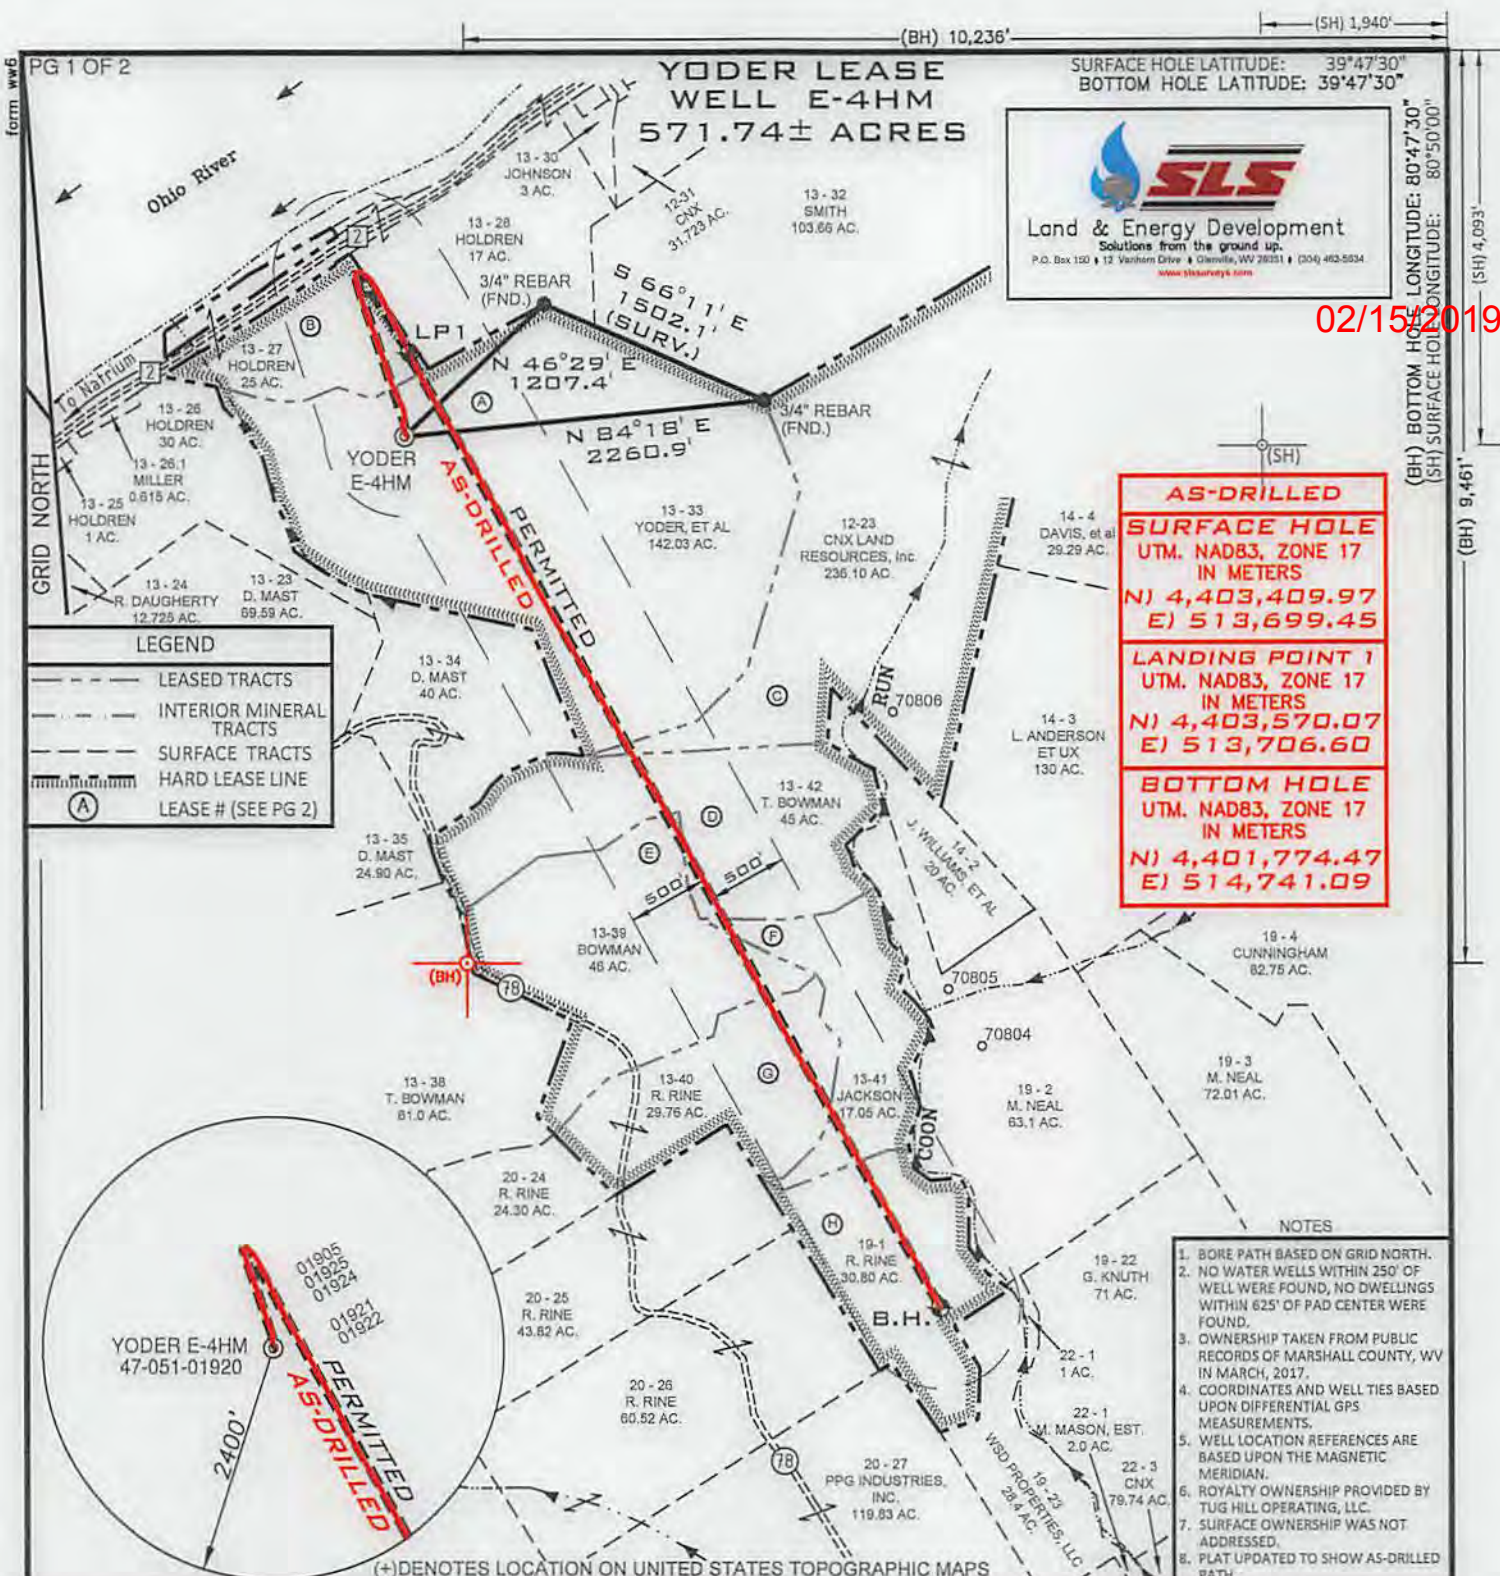 (SH) 1,940'
(BH) 10,236'
form ww6
PG 1 OF 2
YODER LEASE
WELL E-4HM
571.74± ACRES
SURFACE HOLE LATITUDE: 39°47'30"
BOTTOM HOLE LATITUDE: 39°47'30"
SLS
Land & Energy Development
Solutions from the ground up.
P.O. Box 150 12 Vanhorn Drive Glenville, WV 26351 (304) 462-5634
www.slssurveys.com
02/15/2019
(BH) BOTTOM HOLE LONGITUDE: 80°47'30"
(SH) SURFACE HOLE LONGITUDE: 80°50'00"
(SH) 4,093'
(BH) 9,461'
Ohio River
13 - 30
JOHNSON
3 AC.
12-31
CNX
31.723 AC.
13 - 32
SMITH
103.66 AC.
13 - 28
HOLDREN
17 AC.
2
3/4" REBAR
(FND.)
S 66°11' E
1502.1'
(SURV.)
LP1
B
13 - 27
HOLDREN
25 AC.
N 46°29' E
1207.4'
A
2
To Natrium
13 - 26
HOLDREN
30 AC.
3/4" REBAR
(FND.)
N 84°18' E
2260.9'
YODER
E-4HM
13 - 26.1
MILLER
0.615 AC.
13 - 25
HOLDREN
1 AC.
GRID NORTH
AS-DRILLED
PERMITTED
13 - 33
YODER, ET AL
142.03 AC.
12-23
CNX LAND
RESOURCES, Inc.
236.10 AC.
14 - 4
DAVIS, et al
29.29 AC.
(SH)
AS-DRILLED
SURFACE HOLE
UTM. NAD83, ZONE 17
IN METERS
N) 4,403,409.97
E) 513,699.45
LANDING POINT 1
UTM. NAD83, ZONE 17
IN METERS
N) 4,403,570.07
E) 513,706.60
BOTTOM HOLE
UTM. NAD83, ZONE 17
IN METERS
N) 4,401,774.47
E) 514,741.09
13 - 24
R. DAUGHERTY
12.725 AC.
13 - 23
D. MAST
69.59 AC.
LEGEND
LEASED TRACTS
INTERIOR MINERAL
TRACTS
SURFACE TRACTS
HARD LEASE LINE
A LEASE # (SEE PG 2)
13 - 34
D. MAST
40 AC.
C
RUN
70806
14 - 3
L. ANDERSON
ET UX
130 AC.
13 - 42
T. BOWMAN
45 AC.
D
E
13 - 35
D. MAST
24.90 AC.
14 - 2
J. WILLIAMS, ET AL
20 AC.
500'
500'
F
13-39
BOWMAN
46 AC.
19 - 4
CUNNINGHAM
82.75 AC.
(BH)
78
70805
70804
13 - 38
T. BOWMAN
61.0 AC.
13-40
R. RINE
29.76 AC.
G
13-41
JACKSON
17.05 AC.
COON
19 - 2
M. NEAL
63.1 AC.
19 - 3
M. NEAL
72.01 AC.
20 - 24
R. RINE
24.30 AC.
H
19-1
R. RINE
30.80 AC.
19 - 22
G. KNUTH
71 AC.
B.H.
20 - 25
R. RINE
43.82 AC.
20 - 26
R. RINE
60.52 AC.
22 - 1
1 AC.
22 - 1
M. MASON, EST.
2.0 AC.
22 - 3
CNX
79.74 AC.
19 - 23
WSD PROPERTIES, LLC
28.4 AC.
78
20 - 27
PPG INDUSTRIES,
INC.
119.83 AC.
01905
01925
01924
01921
01922
YODER E-4HM
47-051-01920
PERMITTED
AS-DRILLED
2400'
NOTES
1. BORE PATH BASED ON GRID NORTH.
2. NO WATER WELLS WITHIN 250' OF
WELL WERE FOUND, NO DWELLINGS
WITHIN 625' OF PAD CENTER WERE
FOUND.
3. OWNERSHIP TAKEN FROM PUBLIC
RECORDS OF MARSHALL COUNTY, WV
IN MARCH, 2017.
4. COORDINATES AND WELL TIES BASED
UPON DIFFERENTIAL GPS
MEASUREMENTS.
5. WELL LOCATION REFERENCES ARE
BASED UPON THE MAGNETIC
MERIDIAN.
6. ROYALTY OWNERSHIP PROVIDED BY
TUG HILL OPERATING, LLC.
7. SURFACE OWNERSHIP WAS NOT
ADDRESSED.
8. PLAT UPDATED TO SHOW AS-DRILLED
PATH.
(+)DENOTES LOCATION ON UNITED STATES TOPOGRAPHIC MAPS